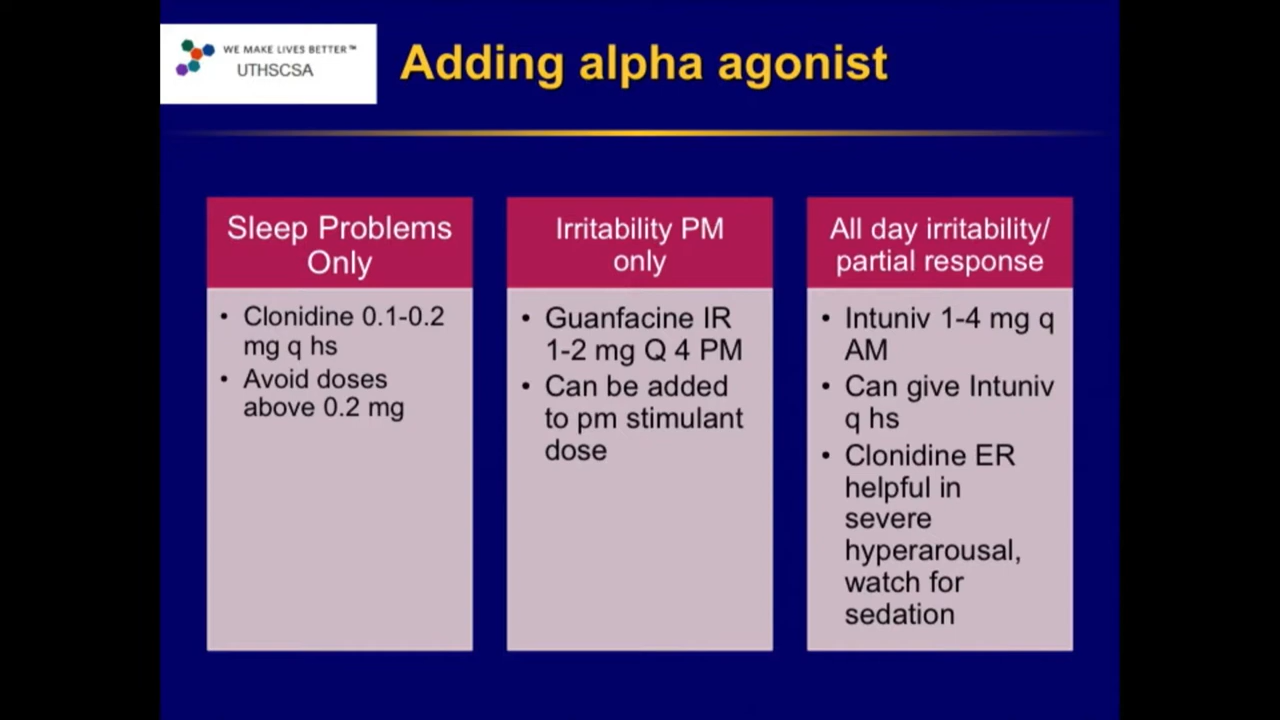 WE MAKE LIVES BETTER™
UTHSCSA
Adding alpha agonist
Sleep Problems
Only
• Clonidine 0.1-0.2
mg q hs
• Avoid doses
above 0.2 mg
Irritability PM
only
• Guanfacine IR
1-2 mg Q 4 PM
• Can be added
to pm stimulant
dose
All day irritability/
partial response
• Intuniv 1-4 mg q
AM
• Can give Intuniv
q hs
• Clonidine ER
helpful in
severe
hyperarousal,
watch for
sedation